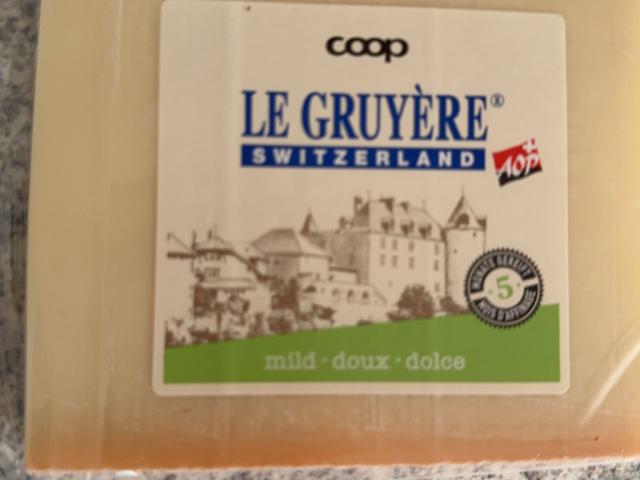 coop
LE GRUYÈRE®
SWITZERLAND
AOP
MONATE GEREIFT
5
MOIS D'AFFINAGE
mild · doux · dolce